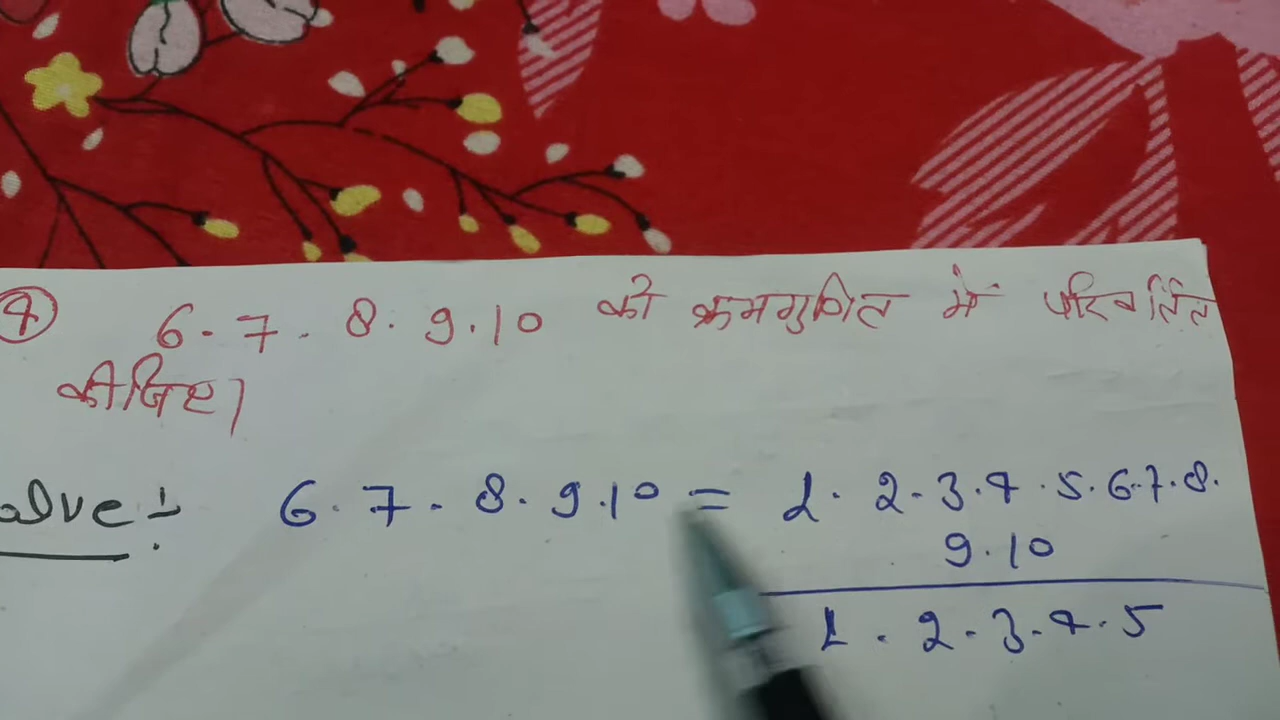 4 6.7.8.9.10 को क्रमगुणित में परिवर्तित
कीजिए।
olve :- 6.7.8.9.10 = 1.2.3.4.5.6.7.8.
9.10
1.2.3.4.5